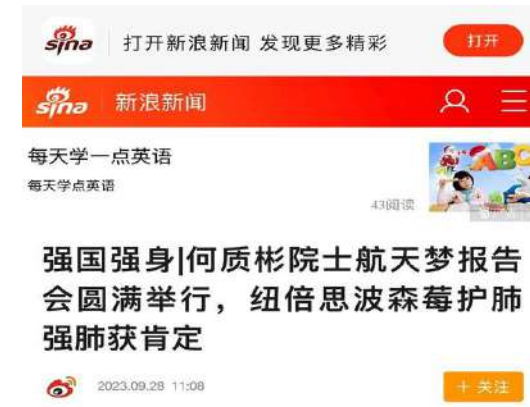 sina 打开新浪新闻 发现更多精彩 打开
sina 新浪新闻
每天学一点英语
每天学点英语
43阅读
ABC
强国强身|何质彬院士航天梦报告
会圆满举行，纽倍思波森莓护肺
强肺获肯定
2023.09.28 11:08
+ 关注